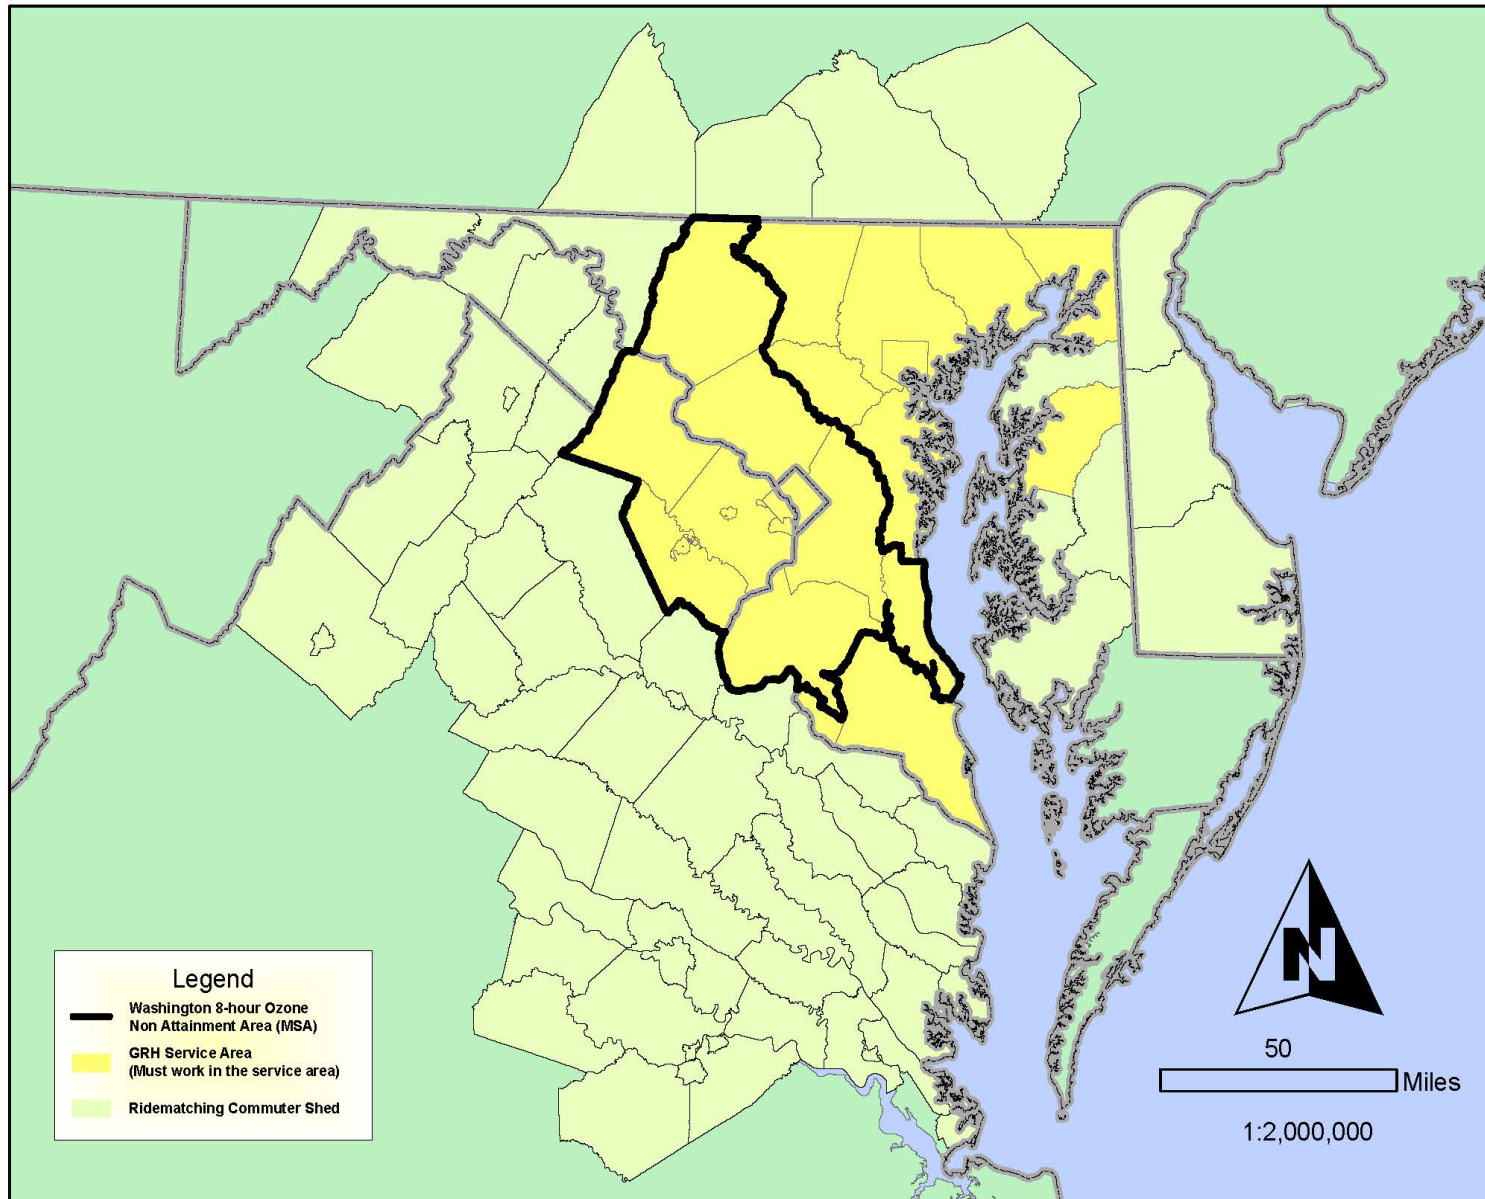 Legend
Washington 8-hour Ozone
Non Attainment Area (MSA)
GRH Service Area
(Must work in the service area)
Ridematching Commuter Shed
N
50
Miles
1:2,000,000